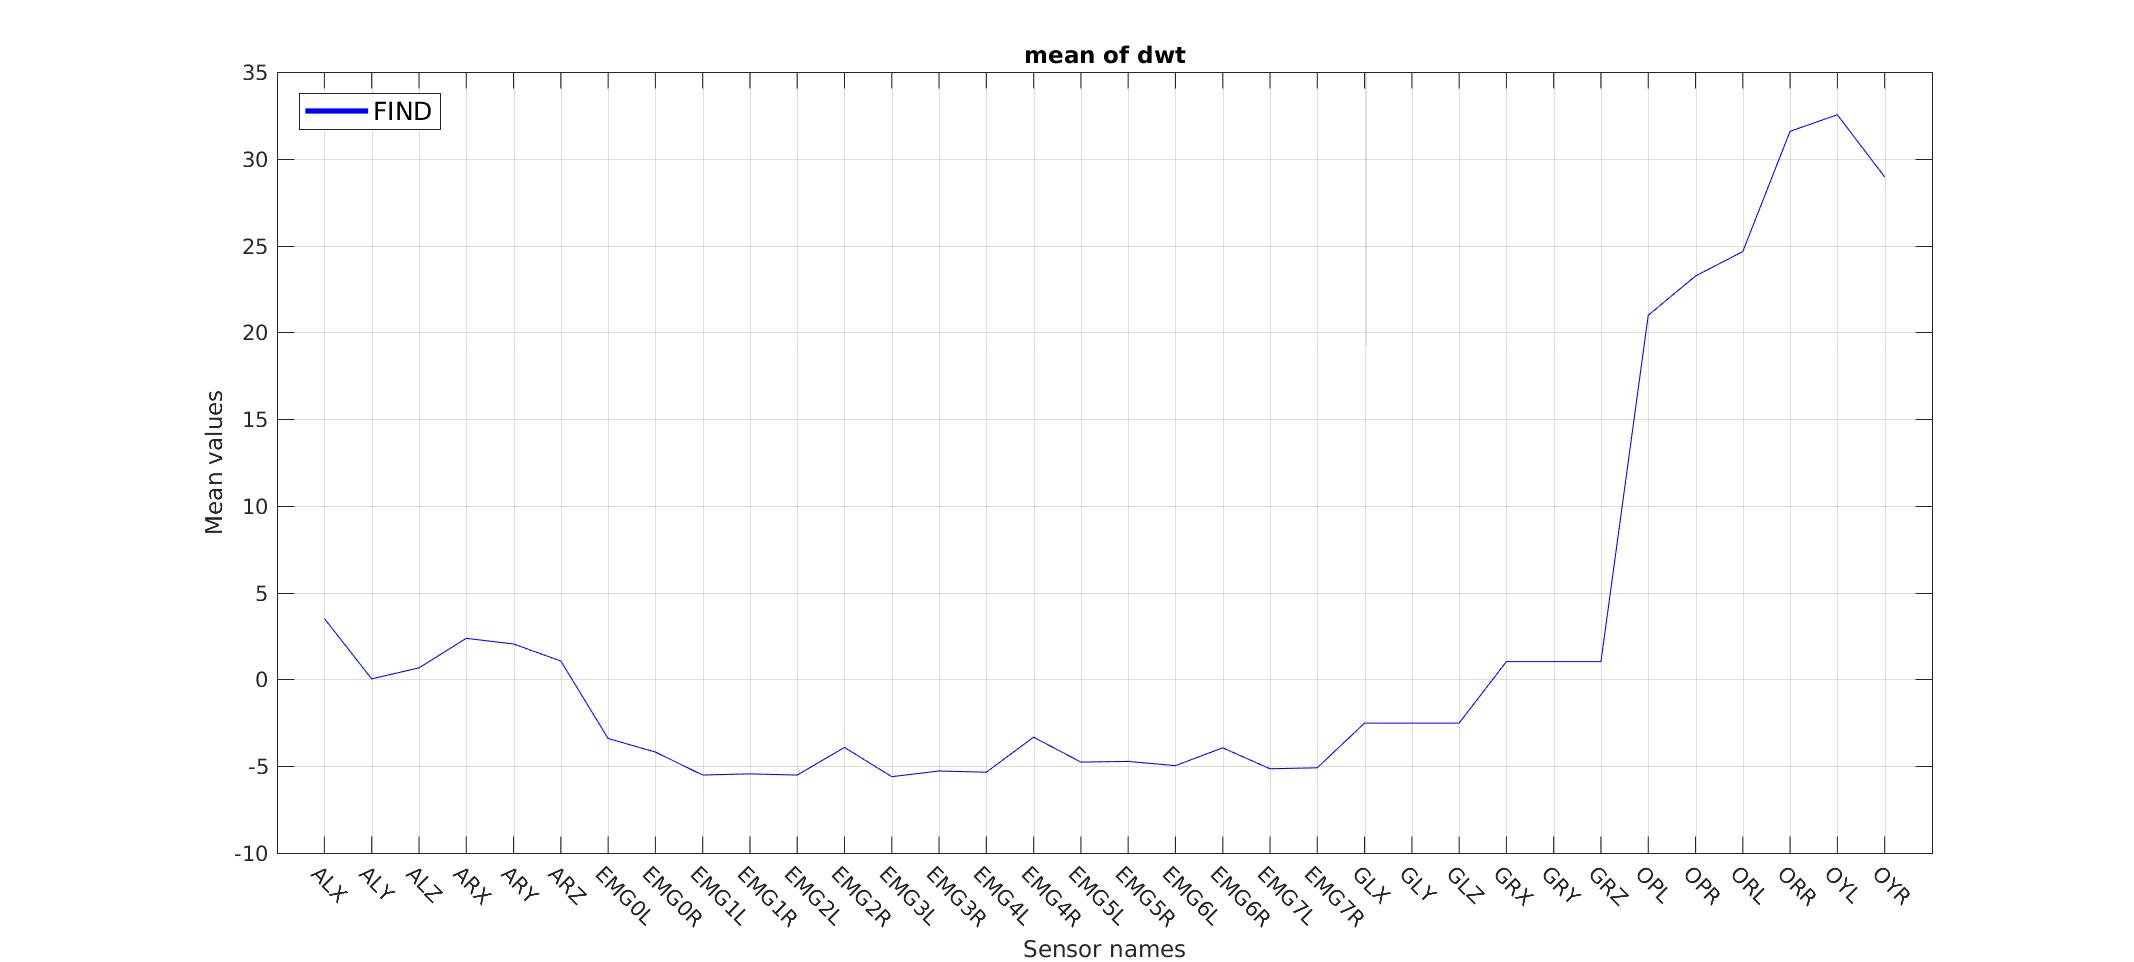 mean of dwt
FIND
35
30
25
20
15
10
5
0
-5
-10
Mean values
ALX
ALY
ALZ
ARX
ARY
ARZ
EMG0L
EMG0R
EMG1L
EMG1R
EMG2L
EMG2R
EMG3L
EMG3R
EMG4L
EMG4R
EMG5L
EMG5R
EMG6L
EMG6R
EMG7L
EMG7R
GLX
GLY
GLZ
GRX
GRY
GRZ
OPL
OPR
ORL
ORR
OYL
OYR
Sensor names